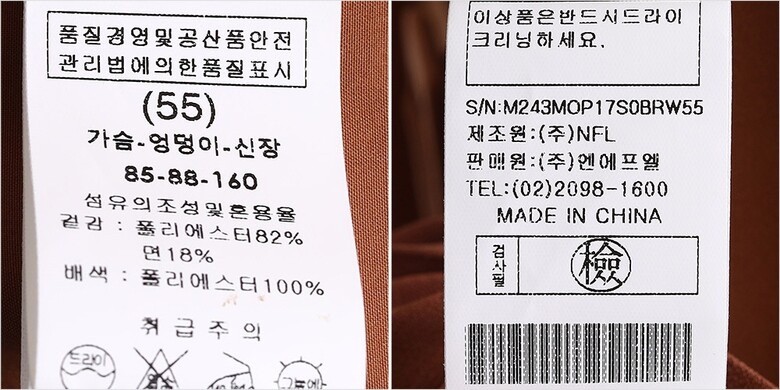 품질경영및공산품안전
관리법에의한품질표시
(55)
가슴-엉덩이-신장
85-88-160
섬유의조성및혼용율
겉감 : 폴리에스터82%
면18%
배색 : 폴리에스터100%
취급주의
드라이
이상품은반드시드라이
크리닝하세요.
S/N:M243MOP17S0BRW55
제조원:(주)NFL
판매원:(주)엔에프엘
TEL:(02)2098-1600
MADE IN CHINA
검사필
檢